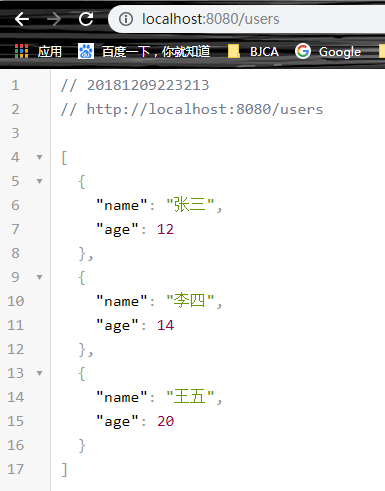 localhost:8080/users
应用 百度一下,你就知道 BJCA Google
1 // 20181209223213
2 // http://localhost:8080/users
3
4 [
5 {
6 "name": "张三",
7 "age": 12
8 },
9 {
10 "name": "李四",
11 "age": 14
12 },
13 {
14 "name": "王五",
15 "age": 20
16 }
17 ]